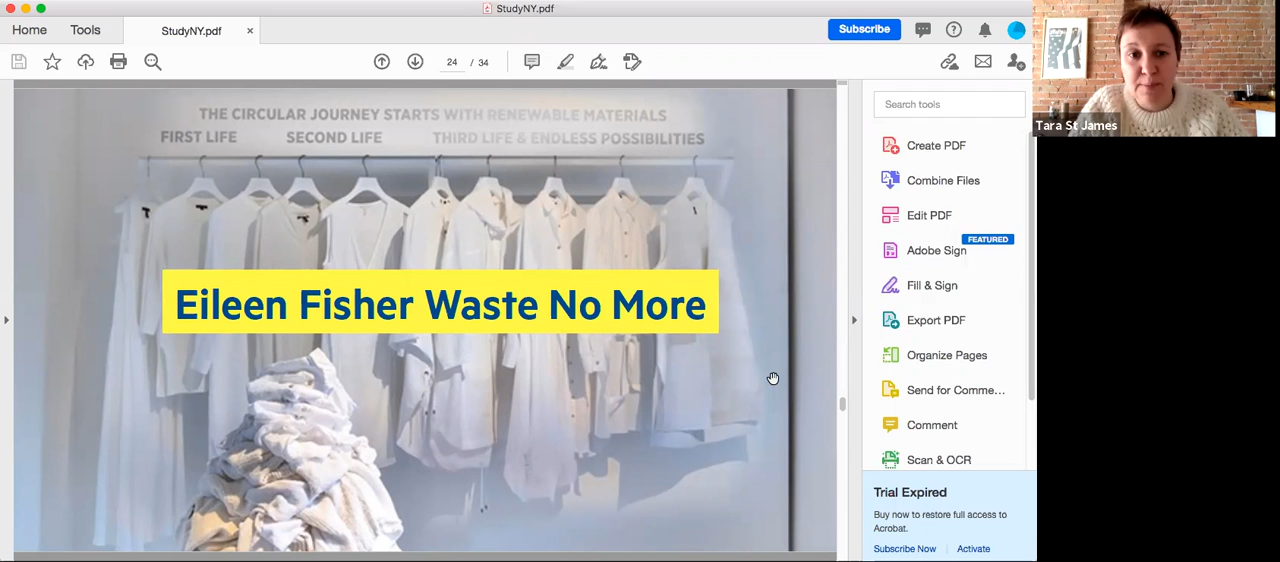 StudyNY.pdf
Home
Tools
StudyNY.pdf
Subscribe
24 / 34
THE CIRCULAR JOURNEY STARTS WITH RENEWABLE MATERIALS
FIRST LIFE SECOND LIFE THIRD LIFE & ENDLESS POSSIBILITIES
Eileen Fisher Waste No More
Search tools
Create PDF
Combine Files
Edit PDF
FEATURED
Adobe Sign
Fill & Sign
Export PDF
Organize Pages
Send for Comme...
Comment
Scan & OCR
Trial Expired
Buy now to restore full access to
Acrobat.
Subscribe Now
Activate
Tara St James